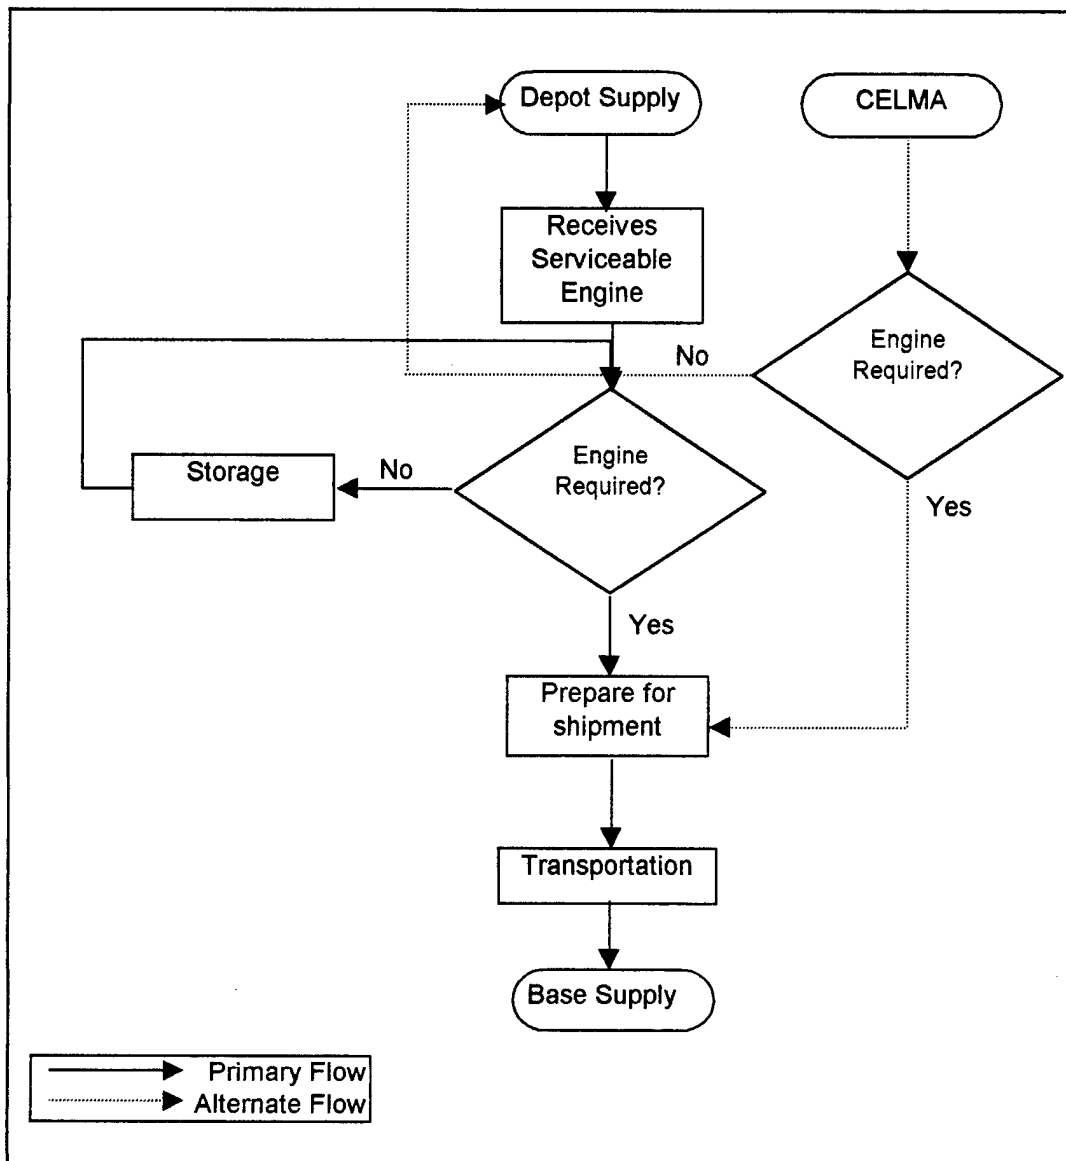 Depot Supply
CELMA
Receives
Serviceable
Engine
Engine
Required?
No
Engine
Required?
No
Storage
Yes
Yes
Prepare for
shipment
Transportation
Base Supply
Primary Flow
Alternate Flow